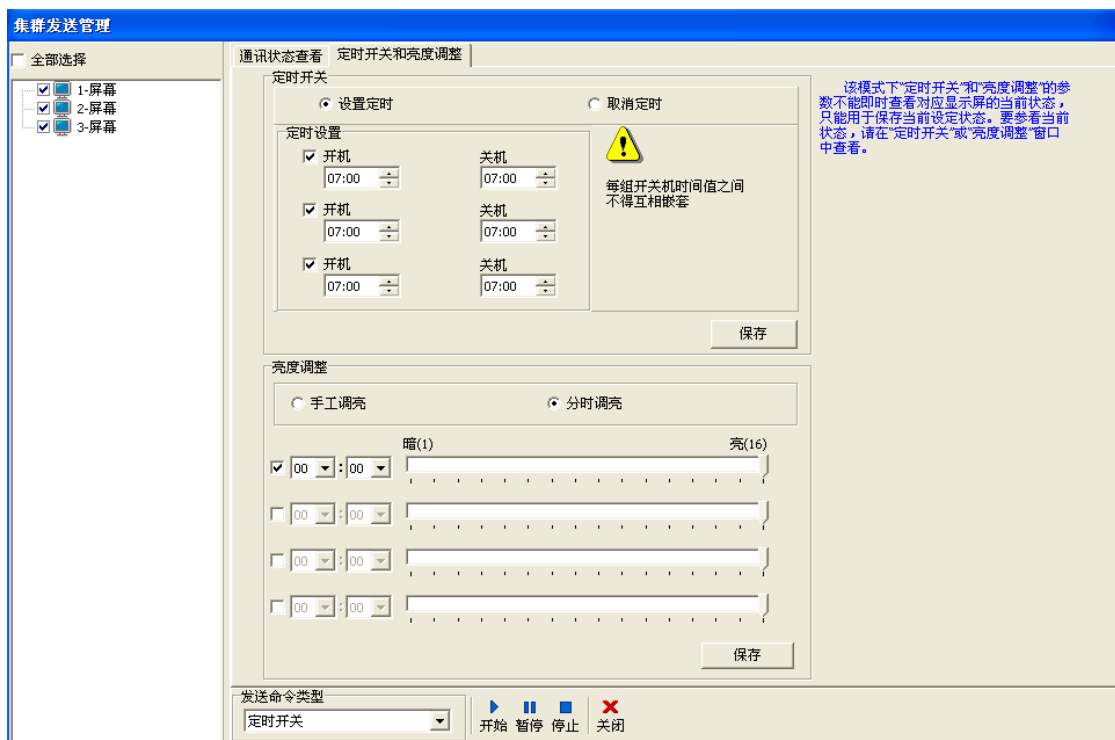 集群发送管理
全部选择
1-屏幕
2-屏幕
3-屏幕
通讯状态查看 定时开关和亮度调整
定时开关
设置定时 取消定时
定时设置
开机 关机
07:00 07:00
开机 关机
07:00 07:00
开机 关机
07:00 07:00
每组开关机时间值之间
不得互相嵌套
保存
该模式下"定时开关"和"亮度调整"的参
数不能即时查看对应显示屏的当前状态，
只能用于保存当前设定状态。要参看当前
状态，请在"定时开关"或"亮度调整"窗口
中查看。
亮度调整
手工调亮 分时调亮
暗(1) 亮(16)
00 : 00
00 : 00
00 : 00
00 : 00
保存
发送命令类型
定时开关
开始 暂停 停止 关闭